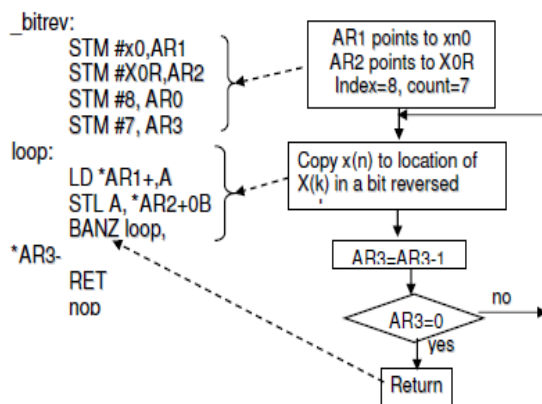 _bitrev:
STM #x0,AR1
STM #X0R,AR2
STM #8, AR0
STM #7, AR3
loop:
LD *AR1+,A
STL A, *AR2+0B
BANZ loop,
*AR3-
RET
nop
AR1 points to xn0
AR2 points to X0R
Index=8, count=7
Copy x(n) to location of
X(k) in a bit reversed
AR3=AR3-1
AR3=0
no
yes
Return